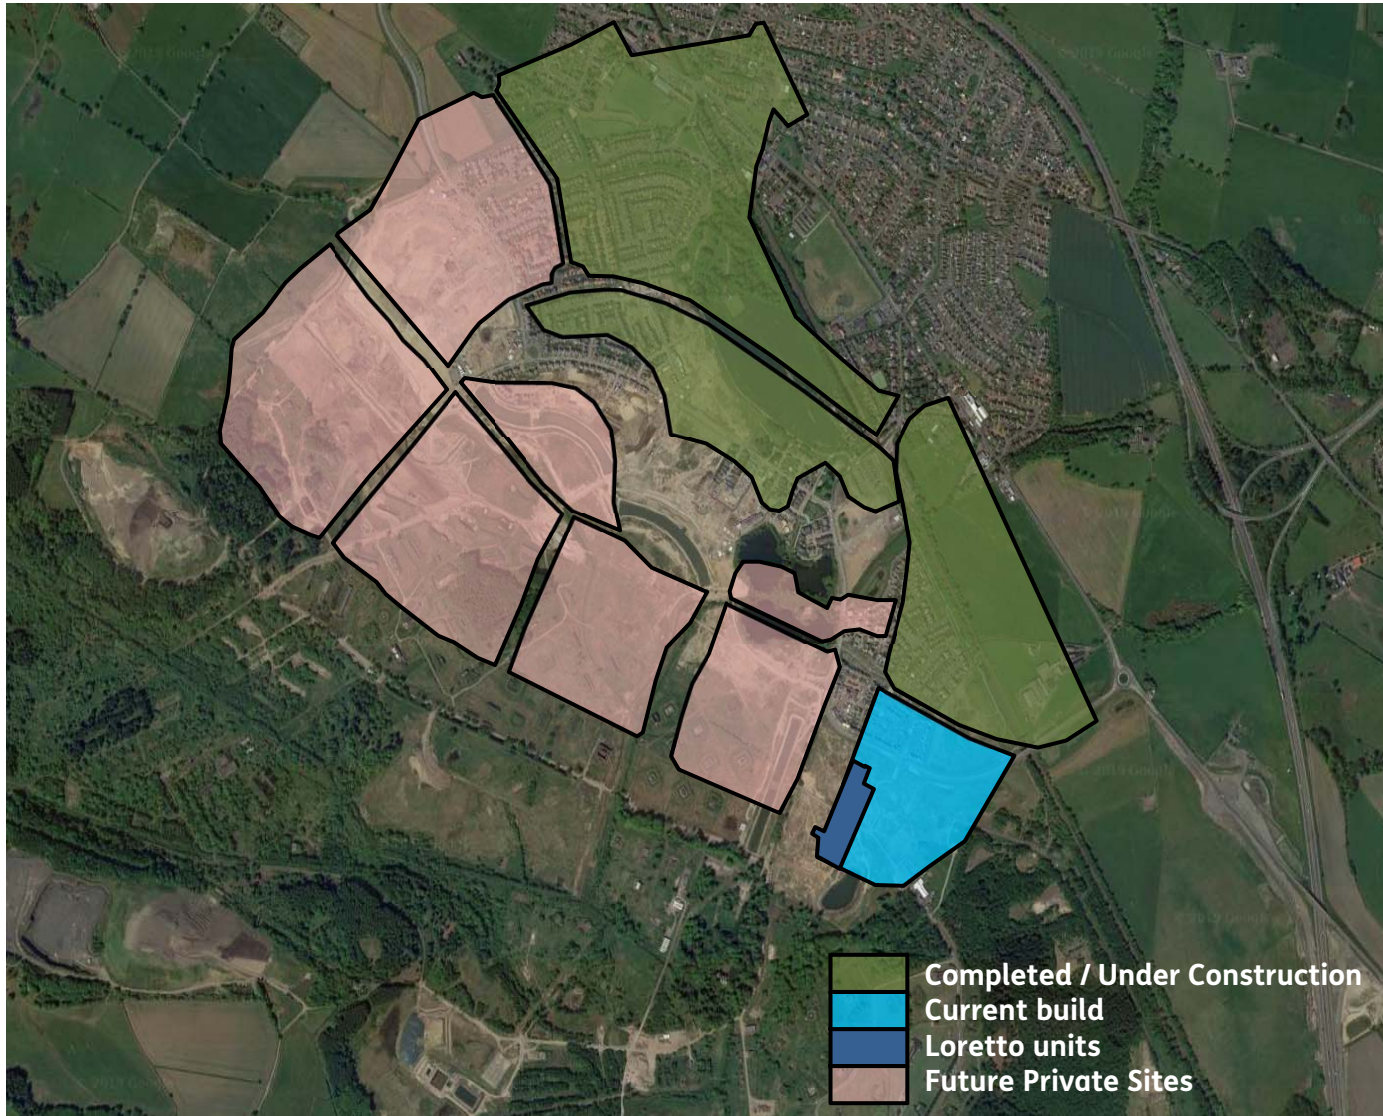 Completed / Under Construction
Current build
Loretto units
Future Private Sites